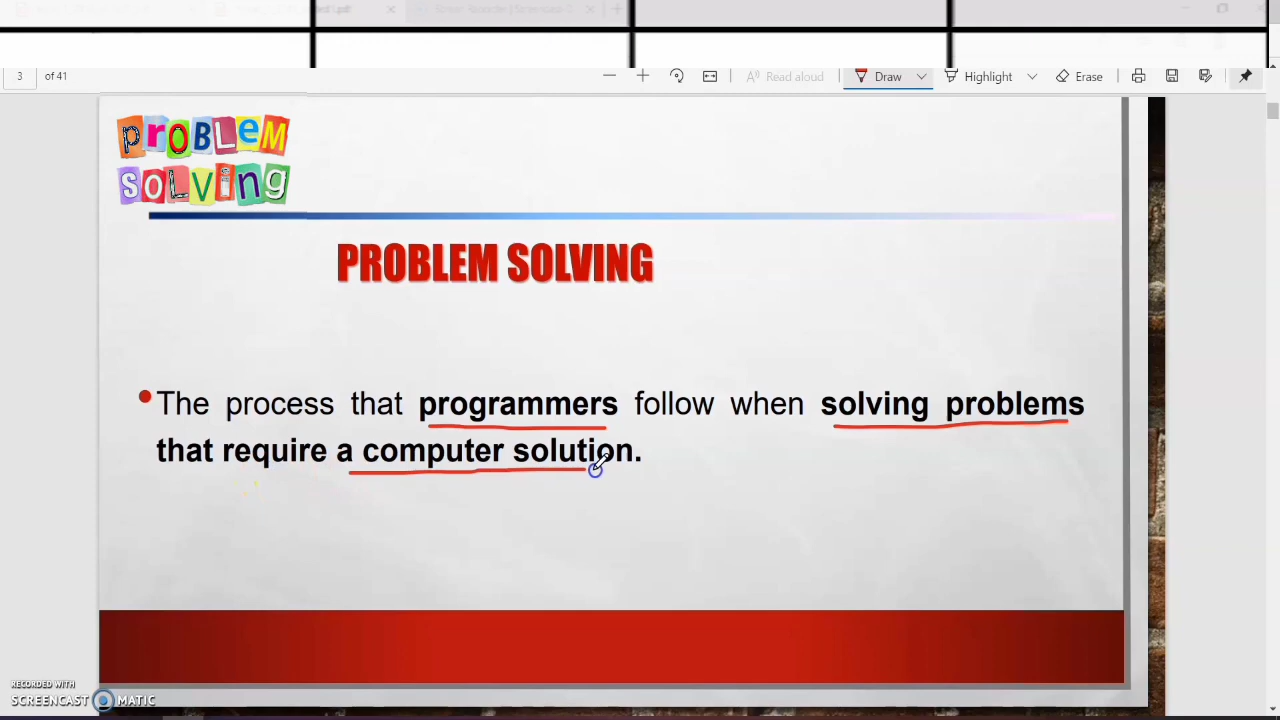 3 of 41
Read aloud
Draw
Highlight
Erase
PROBLEM
SOLVING
PROBLEM SOLVING
The process that programmers follow when solving problems
that require a computer solution.
RECORDED WITH
SCREENCAST MATIC